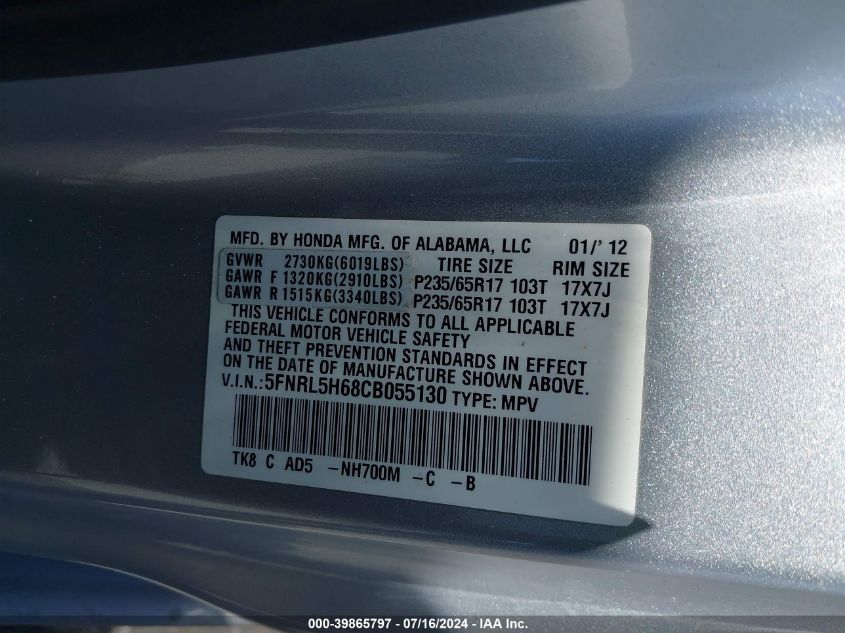 MFD. BY HONDA MFG. OF ALABAMA, LLC 01/'12
GVWR 2730KG(6019LBS) TIRE SIZE RIM SIZE
GAWR F 1320KG(2910LBS) P235/65R17 103T 17X7J
GAWR R 1515KG(3340LBS) P235/65R17 103T 17X7J
THIS VEHICLE CONFORMS TO ALL APPLICABLE
FEDERAL MOTOR VEHICLE SAFETY
AND THEFT PREVENTION STANDARDS IN EFFECT
ON THE DATE OF MANUFACTURE SHOWN ABOVE.
V.I.N.:5FNRL5H68CB055130 TYPE: MPV
TK8 C AD5 -NH700M -C -B
000-39865797 - 07/16/2024 - IAA Inc.